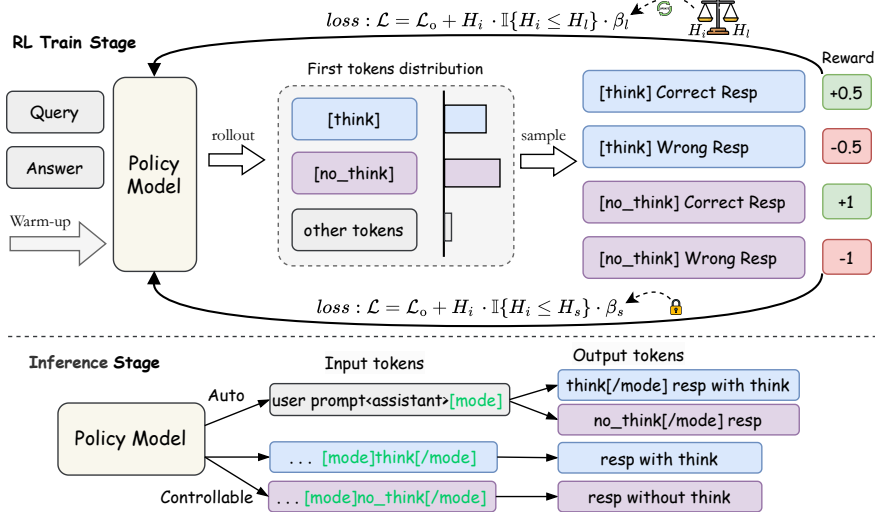 loss : ℒ = ℒₒ + Hᵢ · 𝕀{Hᵢ ≤ Hₗ} · βₗ
Hᵢ Hₗ
RL Train Stage
Reward
First tokens distribution
Query
Answer
Warm-up
Policy
Model
rollout
[think]
[no_think]
other tokens
sample
[think] Correct Resp
+0.5
[think] Wrong Resp
-0.5
[no_think] Correct Resp
+1
[no_think] Wrong Resp
-1
loss : ℒ = ℒₒ + Hᵢ · 𝕀{Hᵢ ≤ Hₛ} · βₛ
Inference Stage
Input tokens
Output tokens
Policy Model
Auto
user prompt<assistant>[mode]
think[/mode] resp with think
no_think[/mode] resp
... [mode]think[/mode]
resp with think
Controllable
... [mode]no_think[/mode]
resp without think